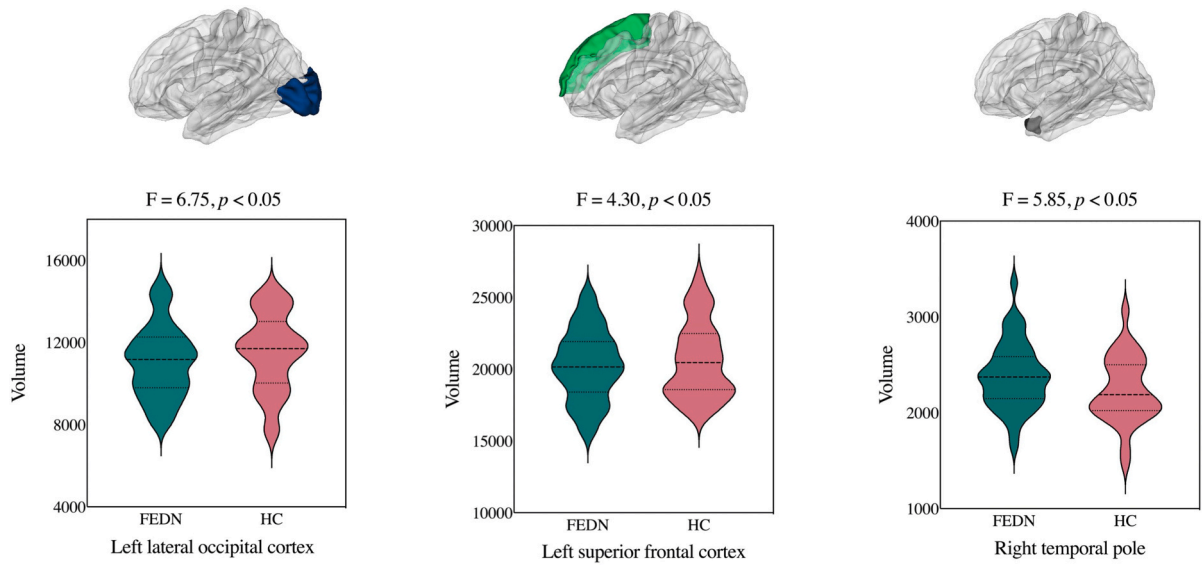 F = 6.75, p < 0.05
Volume
16000
12000
8000
4000
FEDN
HC
Left lateral occipital cortex
F = 4.30, p < 0.05
Volume
30000
25000
20000
15000
10000
FEDN
HC
Left superior frontal cortex
F = 5.85, p < 0.05
Volume
4000
3000
2000
1000
FEDN
HC
Right temporal pole